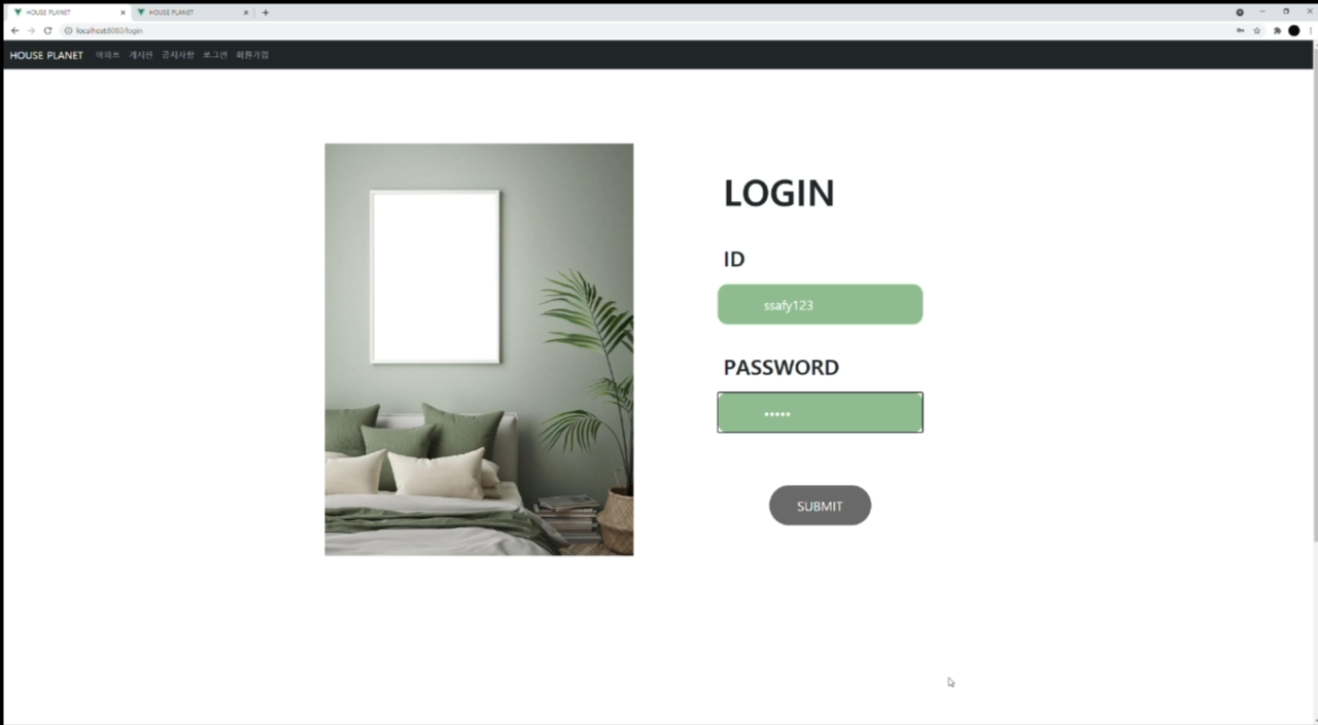 HOUSE PLANET
HOUSE PLANET
localhost:8080/login
HOUSE PLANET 아파트 게시판 공지사항 로그인 회원가입
LOGIN
ID
ssafy123
PASSWORD
•••••
SUBMIT